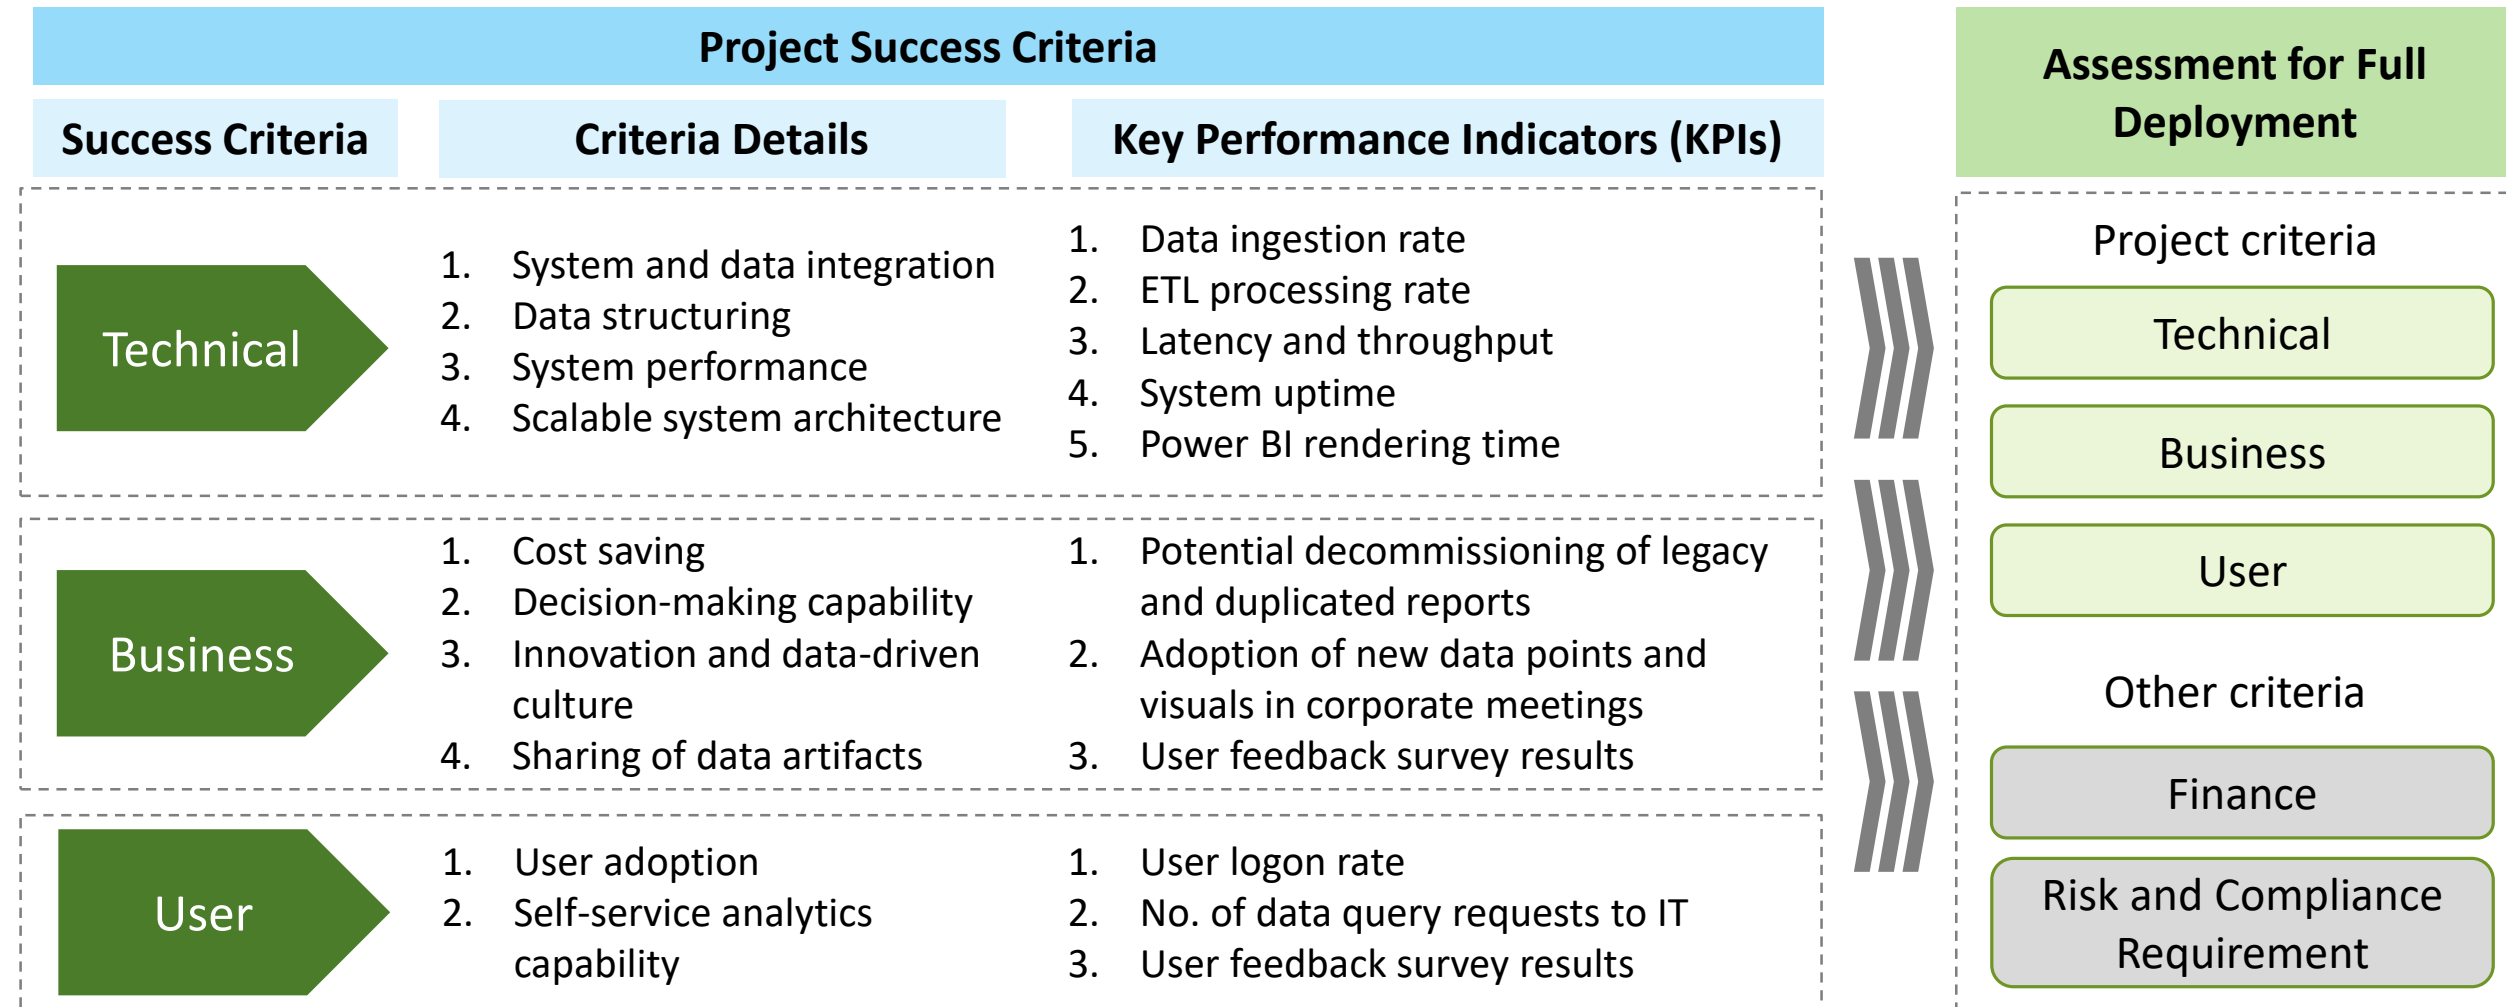 Project Success Criteria
Success Criteria
Criteria Details
Key Performance Indicators (KPIs)
Technical
1. System and data integration
2. Data structuring
3. System performance
4. Scalable system architecture
1. Data ingestion rate
2. ETL processing rate
3. Latency and throughput
4. System uptime
5. Power BI rendering time
Business
1. Cost saving
2. Decision-making capability
3. Innovation and data-driven
culture
4. Sharing of data artifacts
1. Potential decommissioning of legacy
and duplicated reports
2. Adoption of new data points and
visuals in corporate meetings
3. User feedback survey results
User
1. User adoption
2. Self-service analytics
capability
1. User logon rate
2. No. of data query requests to IT
3. User feedback survey results
Assessment for Full
Deployment
Project criteria
Technical
Business
User
Other criteria
Finance
Risk and Compliance
Requirement